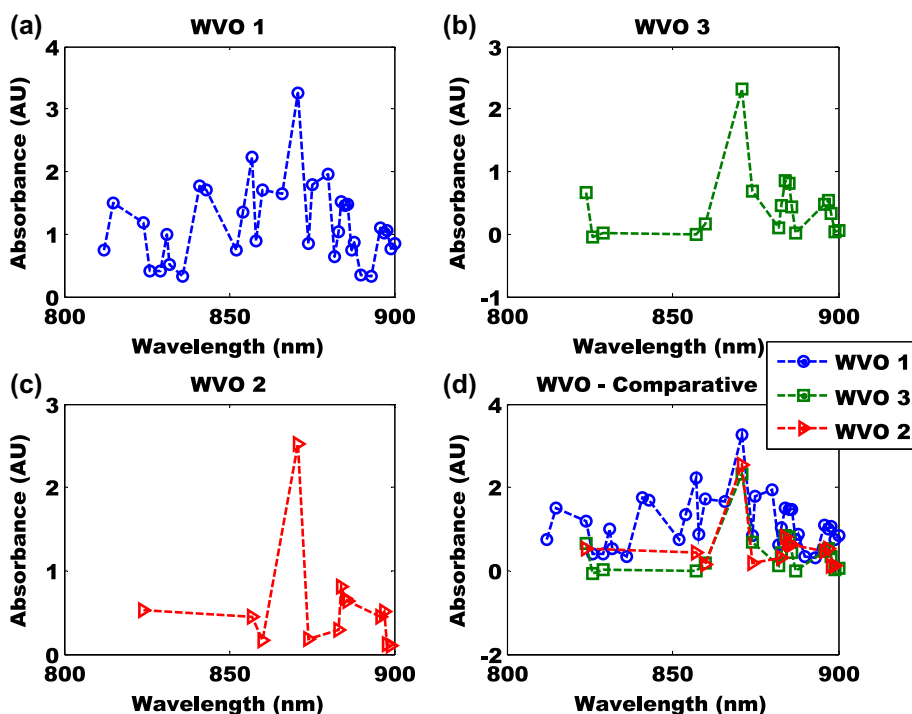 (a)
WVO 1
Absorbance (AU)
4
3
2
1
0
800
850
900
Wavelength (nm)
(b)
WVO 3
Absorbance (AU)
3
2
1
0
-1
800
850
900
Wavelength (nm)
(c)
WVO 2
Absorbance (AU)
3
2
1
0
800
850
900
Wavelength (nm)
(d)
WVO - Comparative
Absorbance (AU)
4
2
0
-2
800
850
900
Wavelength (nm)
WVO 1
WVO 3
WVO 2